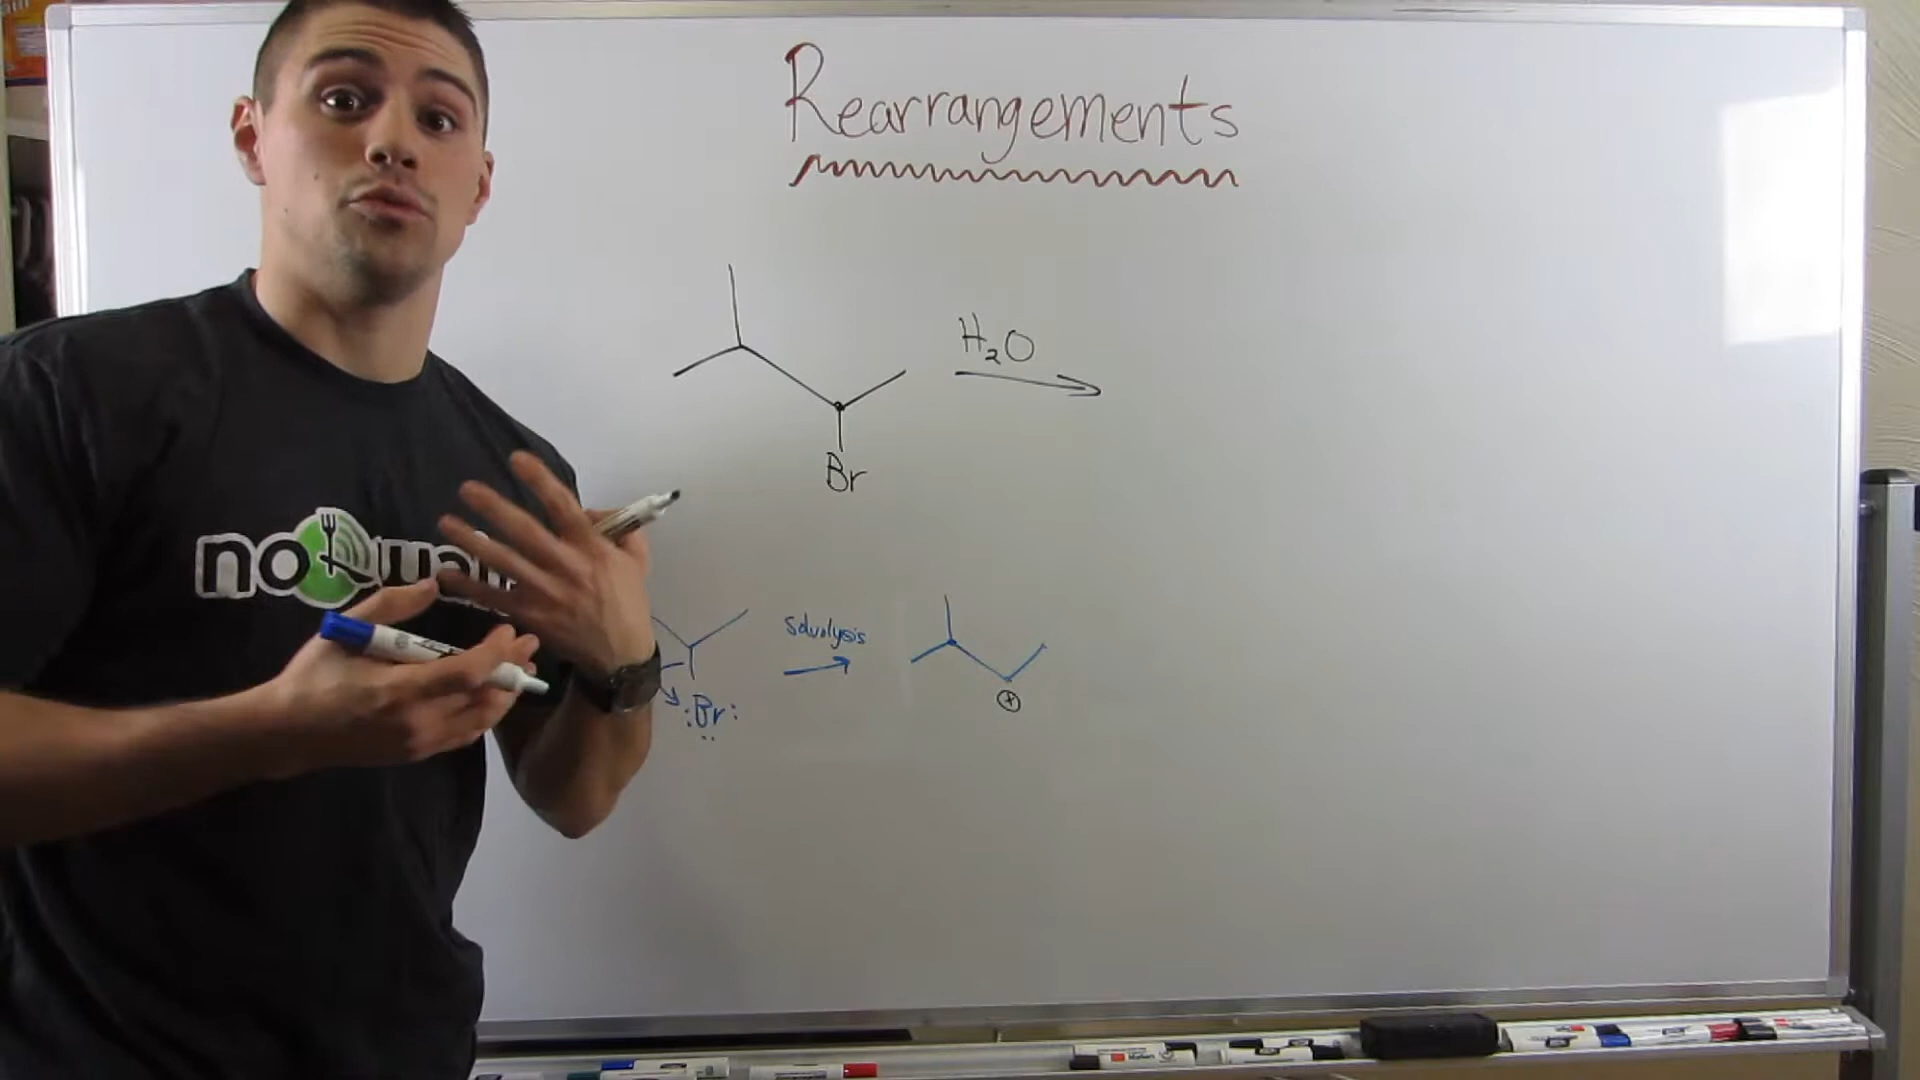 Rearrangements
H₂O
Br
Solvolysis
:Br:
+